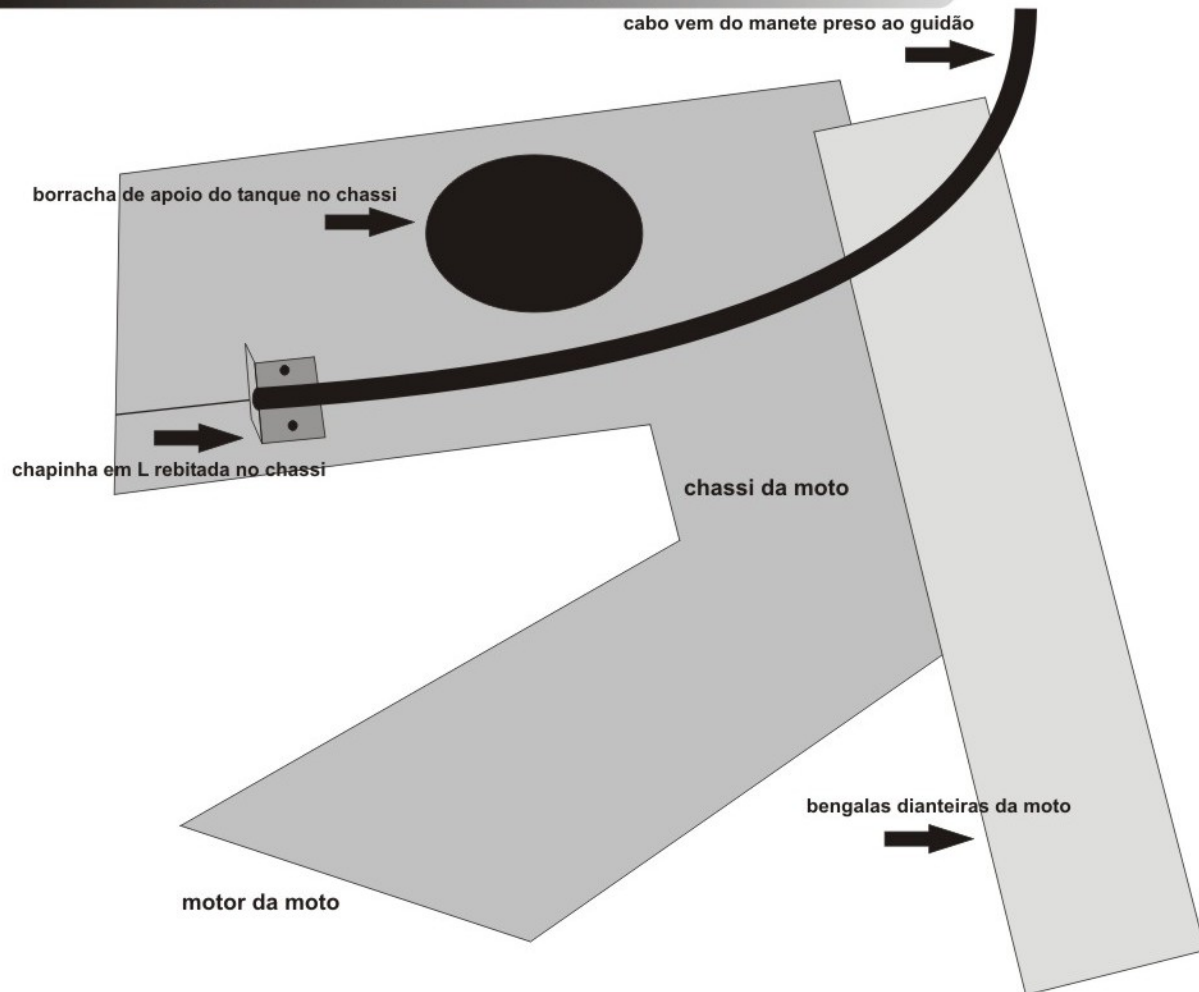 cabo vem do manete preso ao guidão
borracha de apoio do tanque no chassi
chapinha em L rebitada no chassi
chassi da moto
bengalas dianteiras da moto
motor da moto